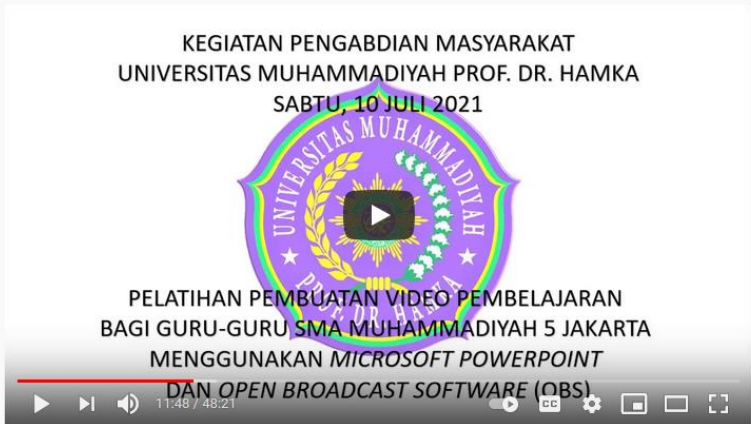 KEGIATAN PENGABDIAN MASYARAKAT
UNIVERSITAS MUHAMMADIYAH PROF. DR. HAMKA
SABTU, 10 JULI 2021
UNIVERSITAS MUHAMMADIYAH
PROF. DR. HAMKA
PELATIHAN PEMBUATAN VIDEO PEMBELAJARAN
BAGI GURU-GURU SMA MUHAMMADIYAH 5 JAKARTA
MENGGUNAKAN MICROSOFT POWERPOINT
DAN OPEN BROADCAST SOFTWARE (OBS)
11:48 / 48:21
CC